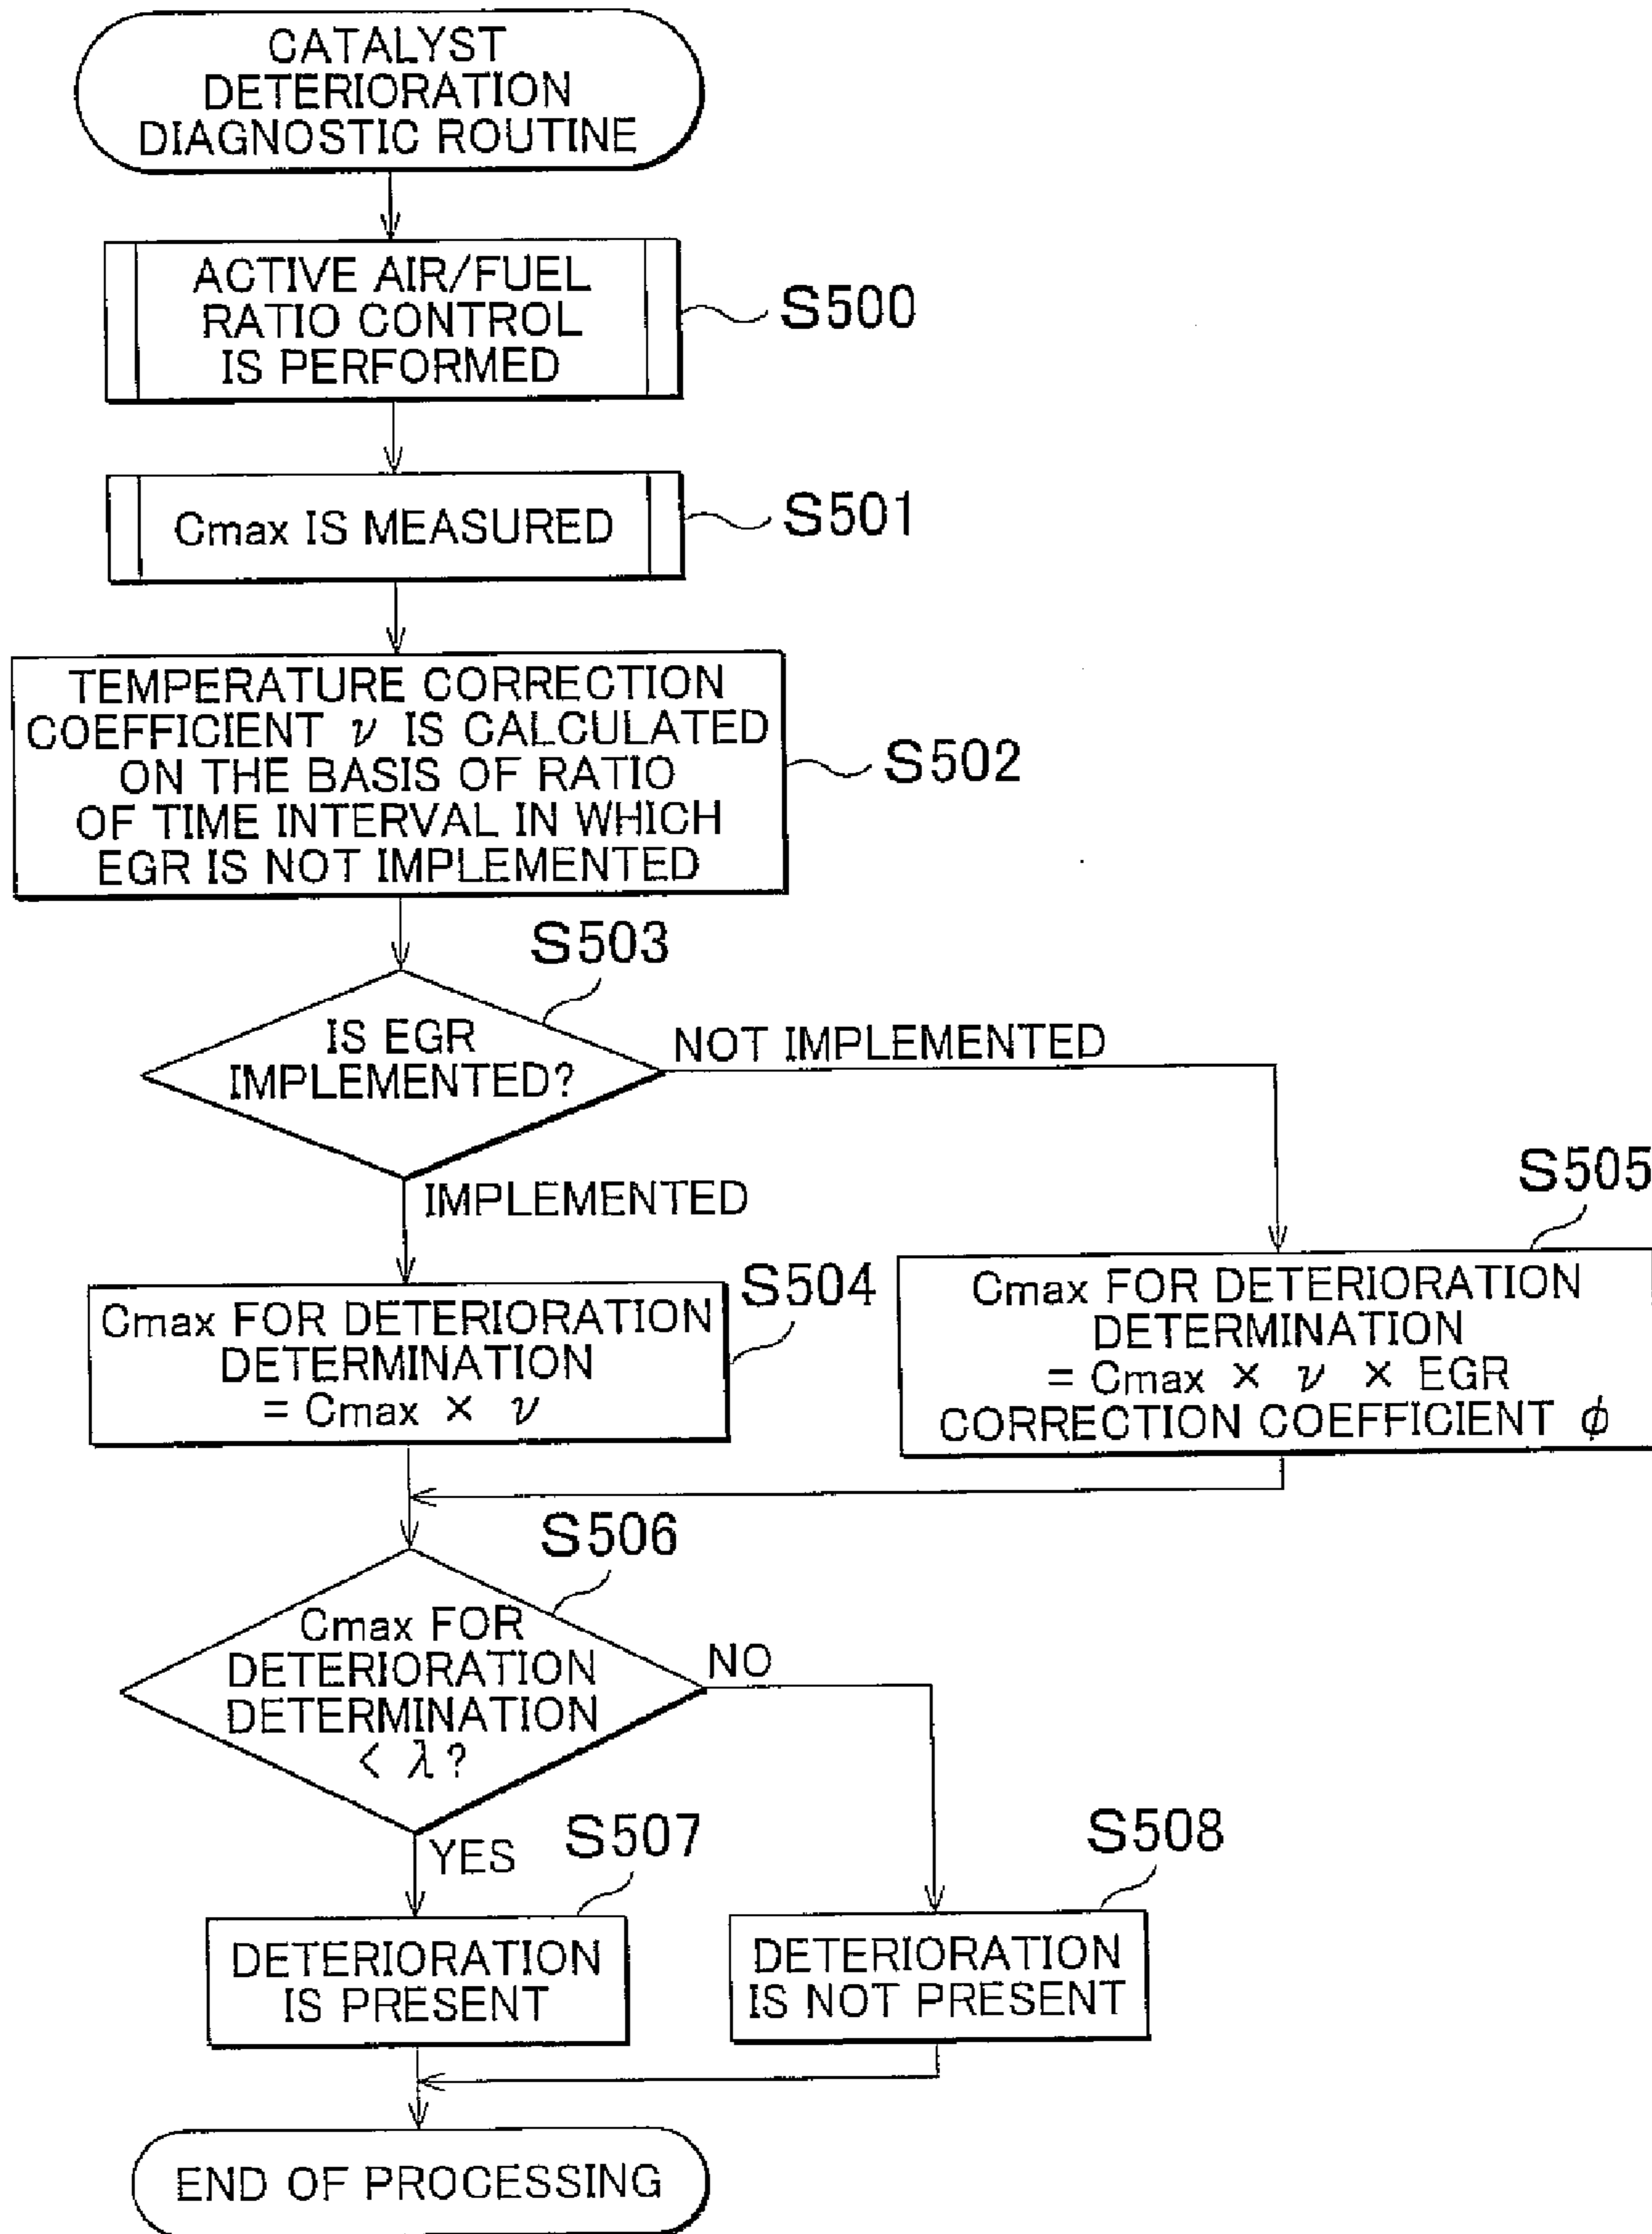 CATALYST
DETERIORATION
DIAGNOSTIC ROUTINE
ACTIVE AIR/FUEL
RATIO CONTROL
IS PERFORMED
S500
Cmax IS MEASURED
S501
TEMPERATURE CORRECTION
COEFFICIENT ν IS CALCULATED
ON THE BASIS OF RATIO
OF TIME INTERVAL IN WHICH
EGR IS NOT IMPLEMENTED
S502
S503
IS EGR
IMPLEMENTED?
NOT IMPLEMENTED
IMPLEMENTED
S504
Cmax FOR DETERIORATION
DETERMINATION
= Cmax × ν
S505
Cmax FOR DETERIORATION
DETERMINATION
= Cmax × ν × EGR
CORRECTION COEFFICIENT ϕ
S506
Cmax FOR
DETERIORATION
DETERMINATION
< λ?
NO
YES
S507
DETERIORATION
IS PRESENT
S508
DETERIORATION
IS NOT PRESENT
END OF PROCESSING